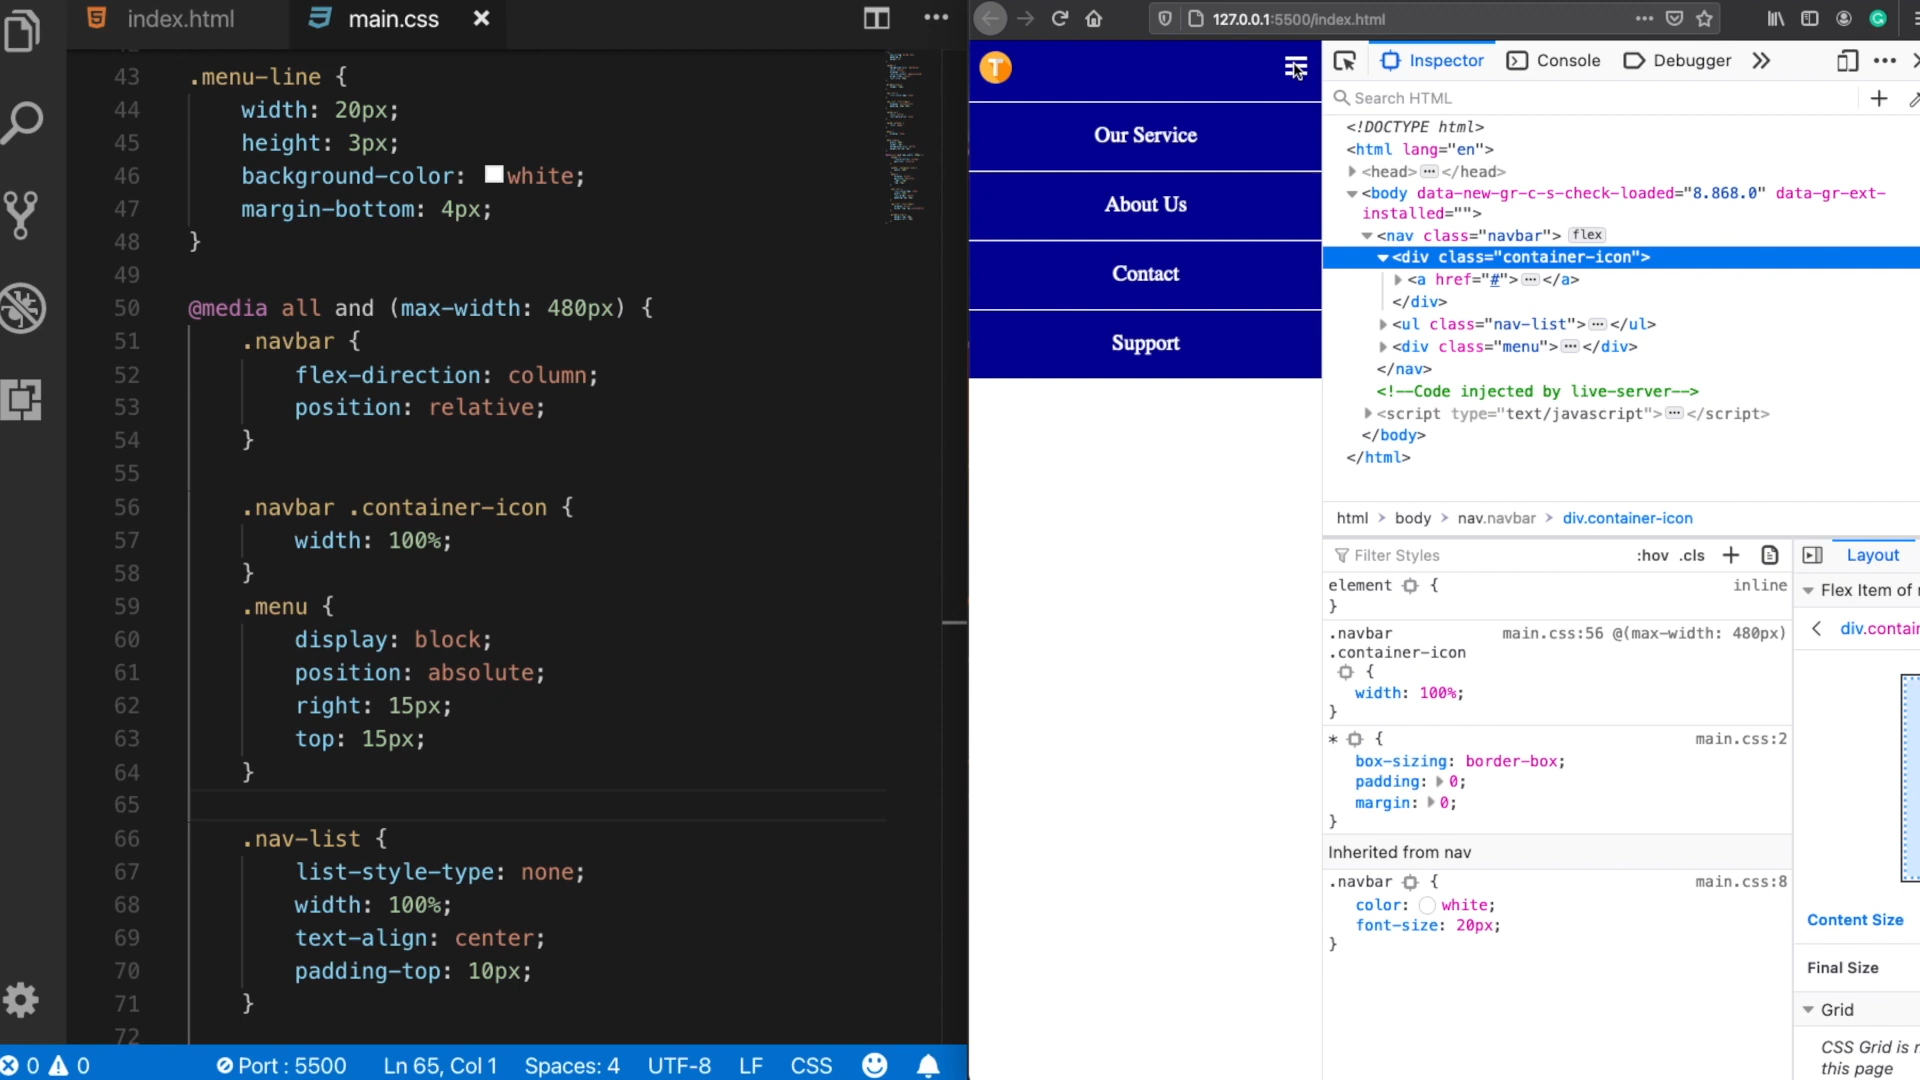 index.html
main.css
43 .menu-line {
44 width: 20px;
45 height: 3px;
46 background-color: white;
47 margin-bottom: 4px;
48 }
49
50 @media all and (max-width: 480px) {
51 .navbar {
52 flex-direction: column;
53 position: relative;
54 }
55
56 .navbar .container-icon {
57 width: 100%;
58 }
59 .menu {
60 display: block;
61 position: absolute;
62 right: 15px;
63 top: 15px;
64 }
65
66 .nav-list {
67 list-style-type: none;
68 width: 100%;
69 text-align: center;
70 padding-top: 10px;
71 }
72
0 0 Port : 5500 Ln 65, Col 1 Spaces: 4 UTF-8 LF CSS
127.0.0.1:5500/index.html
T
Our Service
About Us
Contact
Support
Inspector Console Debugger
Search HTML
<!DOCTYPE html>
<html lang="en">
<head> ••• </head>
<body data-new-gr-c-s-check-loaded="8.868.0" data-gr-ext-
installed="">
<nav class="navbar"> flex
<div class="container-icon">
<a href="#"> ••• </a>
</div>
<ul class="nav-list"> ••• </ul>
<div class="menu"> ••• </div>
</nav>
<!--Code injected by live-server-->
<script type="text/javascript"> ••• </script>
</body>
</html>
html > body > nav.navbar > div.container-icon
Filter Styles :hov .cls +
element { inline
}
.navbar main.css:56 @(max-width: 480px)
.container-icon
{
width: 100%;
}
* { main.css:2
box-sizing: border-box;
padding: 0;
margin: 0;
}
Inherited from nav
.navbar { main.css:8
color: white;
font-size: 20px;
}
Layout
Flex Item of
div.contai
Content Size
Final Size
Grid
CSS Grid is
this page